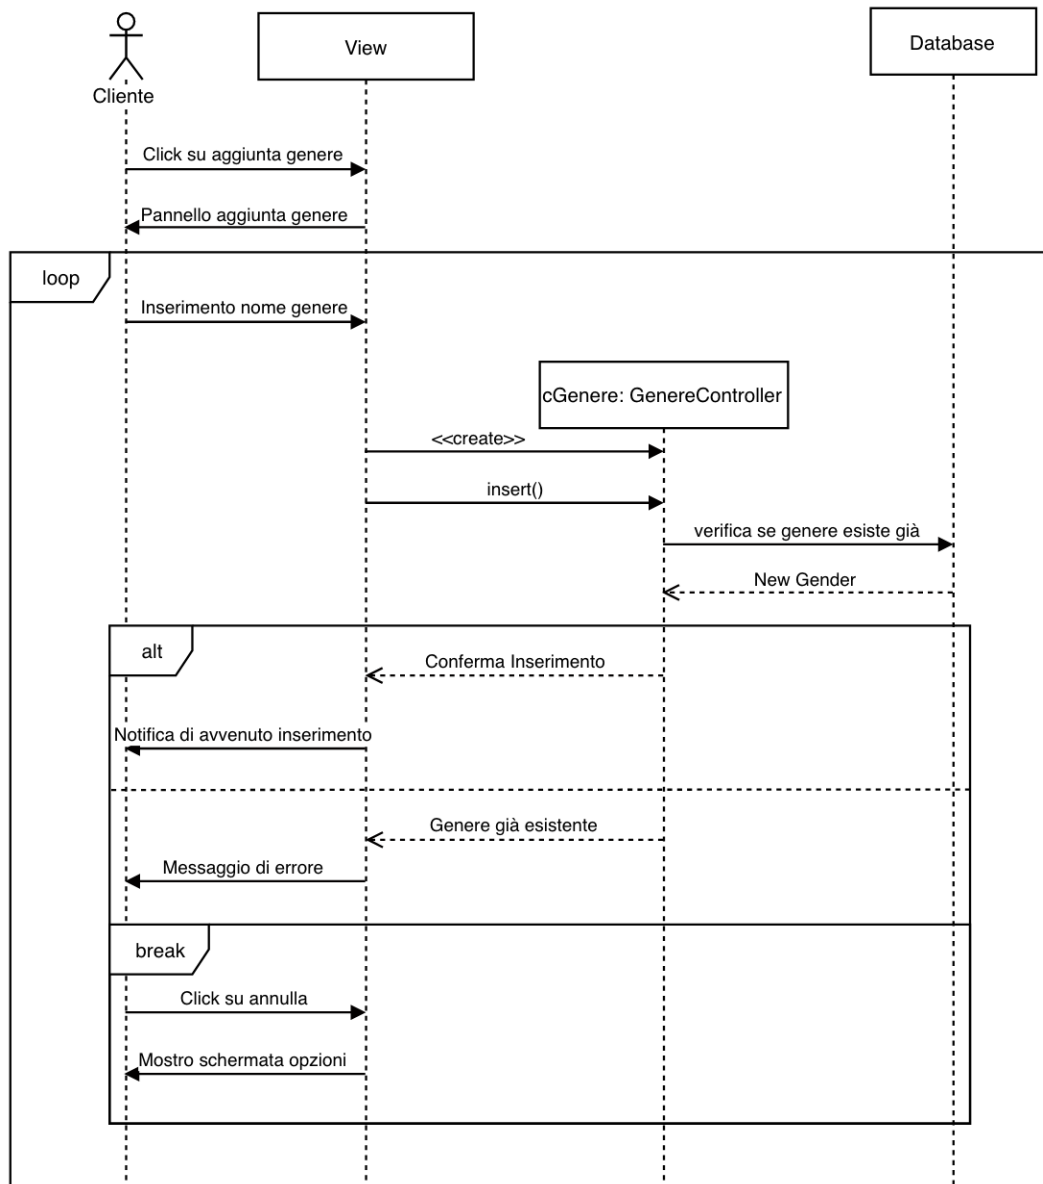 Cliente
View
Database
Click su aggiunta genere
Pannello aggiunta genere
loop
Inserimento nome genere
cGenere: GenereController
<<create>>
insert()
verifica se genere esiste già
New Gender
alt
Conferma Inserimento
Notifica di avvenuto inserimento
Genere già esistente
Messaggio di errore
break
Click su annulla
Mostro schermata opzioni